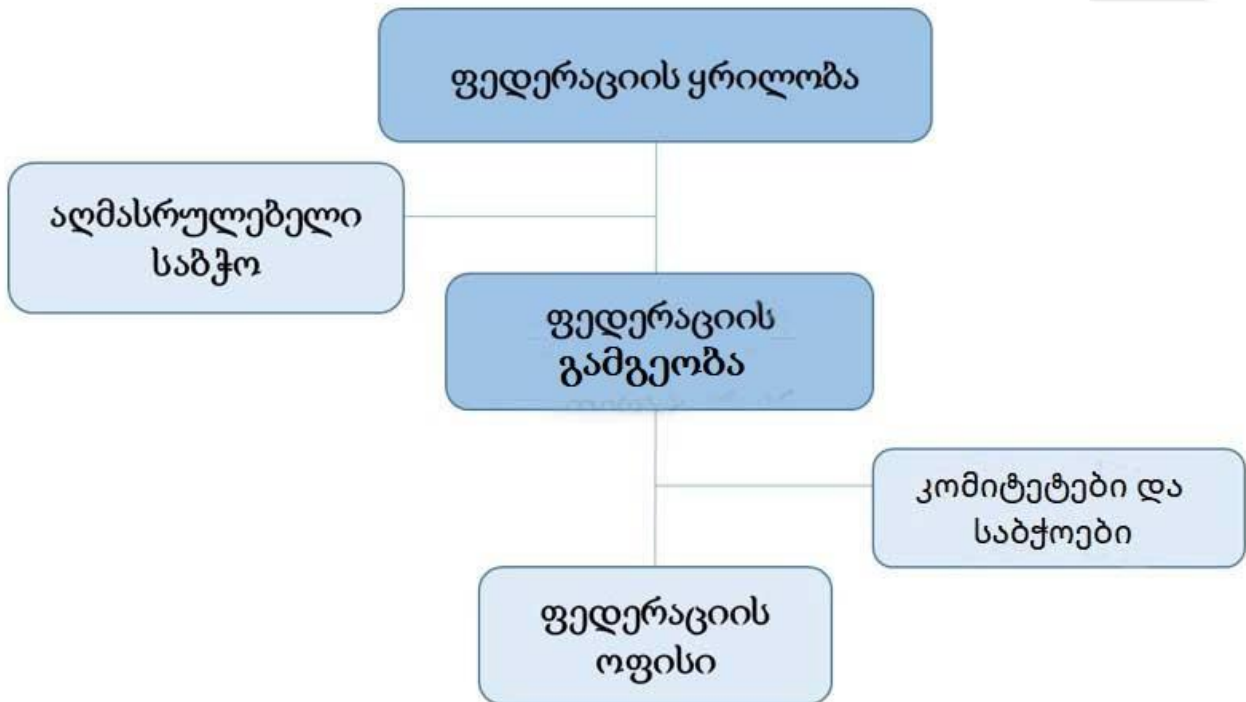 ფედერაციის ყრილობა
აღმასრულებელი
საბჭო
ფედერაციის
გამგეობა
კომიტეტები და
საბჭოები
ფედერაციის
ოფისი